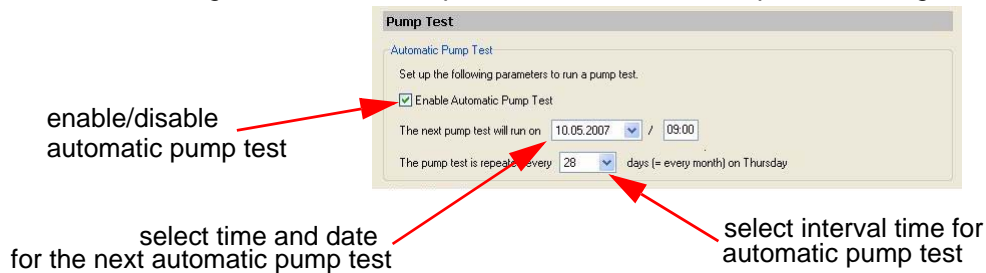 Pump Test
Automatic Pump Test
Set up the following parameters to run a pump test.
Enable Automatic Pump Test
enable/disable
automatic pump test
The next pump test will run on 10.05.2007 / 09:00
The pump test is repeated every 28 days (= every month) on Thursday
select time and date
for the next automatic pump test
select interval time for
automatic pump test